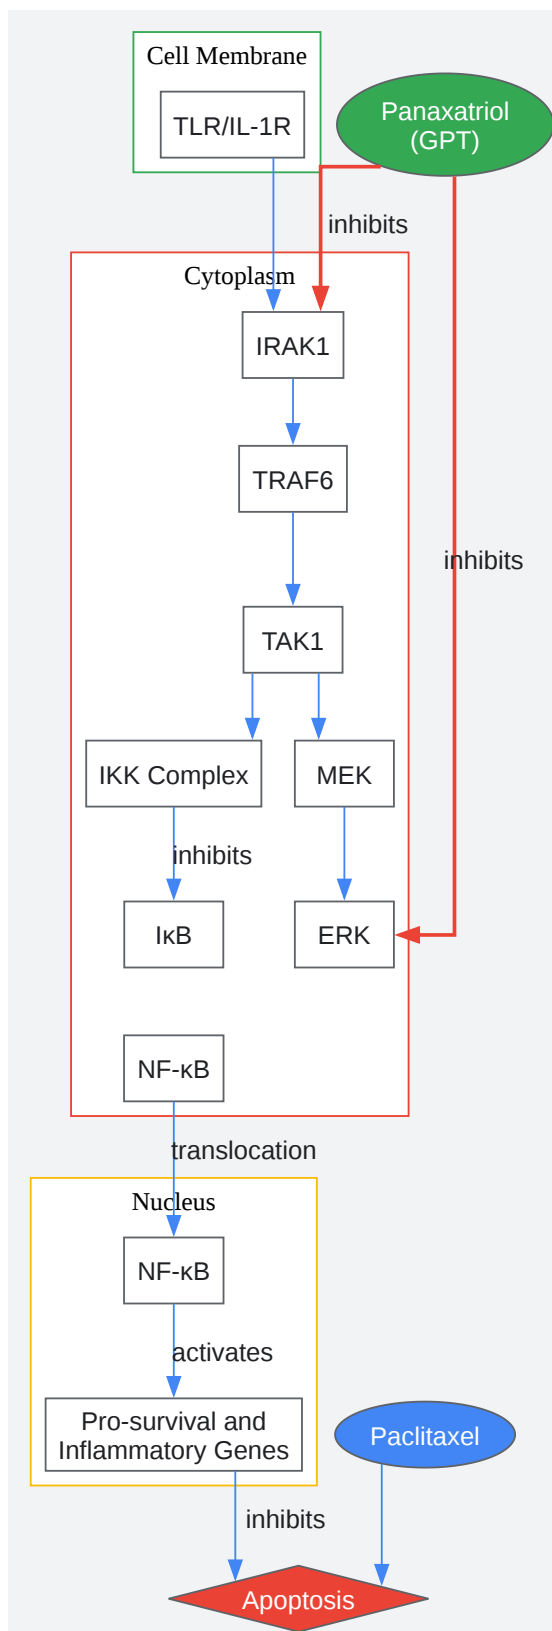 Cell Membrane
TLR/IL-1R
Panaxatriol
(GPT)
inhibits
Cytoplasm
IRAK1
TRAF6
inhibits
TAK1
IKK Complex
MEK
inhibits
IκB
ERK
NF-κB
translocation
Nucleus
NF-κB
activates
Pro-survival and
Inflammatory Genes
Paclitaxel
inhibits
Apoptosis